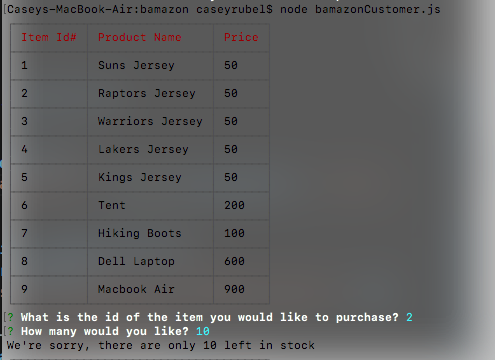 [Caseys-MacBook-Air:bamazon caseyrubel$ node bamazonCustomer.js
Item Id# Product Name Price
1 Suns Jersey 50
2 Raptors Jersey 50
3 Warriors Jersey 50
4 Lakers Jersey 50
5 Kings Jersey 50
6 Tent 200
7 Hiking Boots 100
8 Dell Laptop 600
9 Macbook Air 900
[? What is the id of the item you would like to purchase? 2
[? How many would you like? 10
We're sorry, there are only 10 left in stock